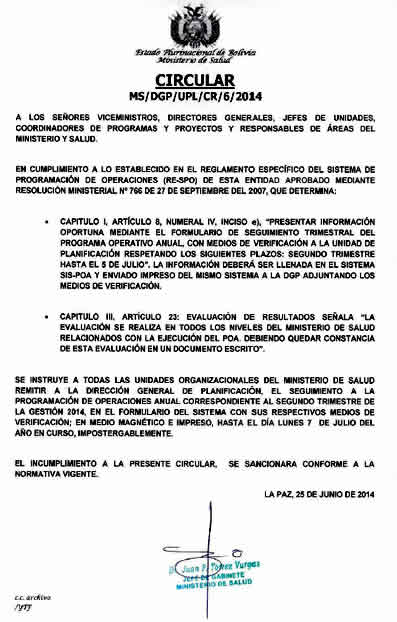 Estado Plurinacional de Bolivia
Ministerio de Salud
CIRCULAR
MS/DGP/UPL/CR/6/2014
A LOS SEÑORES VICEMINISTROS, DIRECTORES GENERALES, JEFES DE UNIDADES,
COORDINADORES DE PROGRAMAS Y PROYECTOS Y RESPONSABLES DE ÁREAS DEL
MINISTERIO Y SALUD.
EN CUMPLIMIENTO A LO ESTABLECIDO EN EL REGLAMENTO ESPECÍFICO DEL SISTEMA DE
PROGRAMACIÓN DE OPERACIONES (RE-SPO) DE ESTA ENTIDAD APROBADO MEDIANTE
RESOLUCIÓN MINISTERIAL Nº 766 DE 27 DE SEPTIEMBRE DEL 2007, QUE DETERMINA:
• CAPITULO I, ARTÍCULO 8, NUMERAL IV, INCISO e), "PRESENTAR INFORMACIÓN
OPORTUNA MEDIANTE EL FORMULARIO DE SEGUIMIENTO TRIMESTRAL DEL
PROGRAMA OPERATIVO ANUAL, CON MEDIOS DE VERIFICACIÓN A LA UNIDAD DE
PLANIFICACIÓN RESPETANDO LOS SIGUIENTES PLAZOS: SEGUNDO TRIMESTRE
HASTA EL 5 DE JULIO". LA INFORMACIÓN DEBERÁ SER LLENADA EN EL SISTEMA
SIS-POA Y ENVIADO IMPRESO DEL MISMO SISTEMA A LA DGP ADJUNTANDO LOS
MEDIOS DE VERIFICACIÓN.
• CAPITULO III, ARTÍCULO 23: EVALUACIÓN DE RESULTADOS SEÑALA "LA
EVALUACIÓN SE REALIZA EN TODOS LOS NIVELES DEL MINISTERIO DE SALUD
RELACIONADOS CON LA EJECUCIÓN DEL POA. DEBIENDO QUEDAR CONSTANCIA
DE ESTA EVALUACIÓN EN UN DOCUMENTO ESCRITO".
SE INSTRUYE A TODAS LAS UNIDADES ORGANIZACIONALES DEL MINISTERIO DE SALUD
REMITIR A LA DIRECCIÓN GENERAL DE PLANIFICACIÓN, EL SEGUIMIENTO A LA
PROGRAMACIÓN DE OPERACIONES ANUAL CORRESPONDIENTE AL SEGUNDO TRIMESTRE DE
LA GESTIÓN 2014, EN EL FORMULARIO DEL SISTEMA CON SUS RESPECTIVOS MEDIOS DE
VERIFICACIÓN; EN MEDIO MAGNÉTICO E IMPRESO, HASTA EL DÍA LUNES 7 DE JULIO DEL
AÑO EN CURSO, IMPOSTERGABLEMENTE.
EL INCUMPLIMIENTO A LA PRESENTE CIRCULAR, SE SANCIONARA CONFORME A LA
NORMATIVA VIGENTE.
LA PAZ, 25 DE JUNIO DE 2014
Juan P. Torrez Vargas
JEFE DE GABINETE
MINISTERIO DE SALUD
c.c. archivo